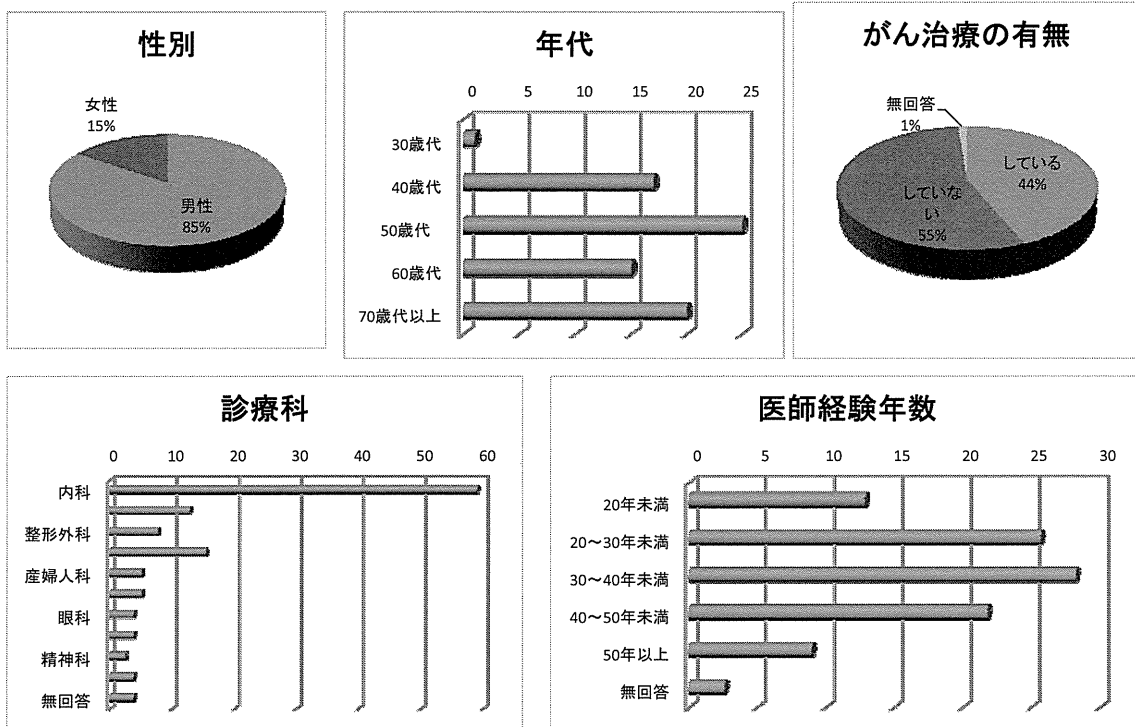 性別
女性
15%
男性
85%
年代
0 5 10 15 20 25
30歳代
40歳代
50歳代
60歳代
70歳代以上
がん治療の有無
無回答
1%
している
44%
していな
い
55%
診療科
0 10 20 30 40 50 60
内科
整形外科
産婦人科
眼科
精神科
無回答
医師経験年数
0 5 10 15 20 25 30
20年未満
20～30年未満
30～40年未満
40～50年未満
50年以上
無回答